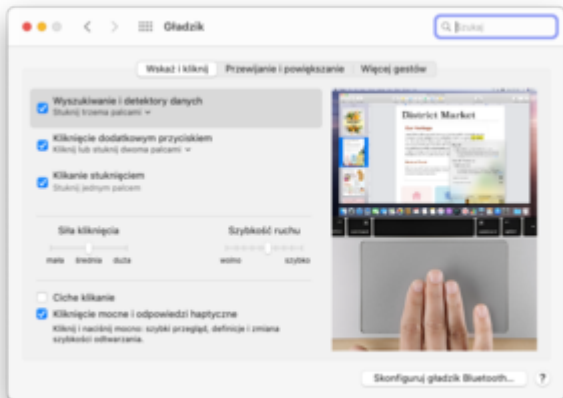 Gładzik
Szukaj
Wskaż i kliknij
Przewijanie i powiększanie
Więcej gestów
Wyszukiwanie i detektory danych
Stuknij trzema palcami
Kliknięcie dodatkowym przyciskiem
Kliknij lub stuknij dwoma palcami
Klikanie stuknięciem
Stuknij jednym palcem
Siła kliknięcia
Szybkość ruchu
mała średnia duża
wolno szybko
Ciche klikanie
Kliknięcie mocne i odpowiedzi haptyczne
Kliknij i naciśnij mocno: szybki przegląd, definicje i zmiana
szybkości odtwarzania.
District Market
Skonfiguruj gładzik Bluetooth...
?